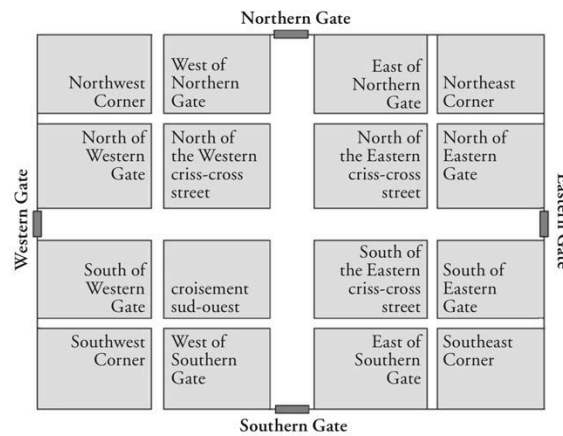 Northern Gate
Northwest
Corner
West of
Northern
Gate
East of
Northern
Gate
Northeast
Corner
North of
Western
Gate
North of
the Western
criss-cross
street
North of
the Eastern
criss-cross
street
North of
Eastern
Gate
Western Gate
Eastern Gate
South of
Western
Gate
croisement
sud-ouest
South of
the Eastern
criss-cross
street
South of
Eastern
Gate
Southwest
Corner
West of
Southern
Gate
East of
Southern
Gate
Southeast
Corner
Southern Gate